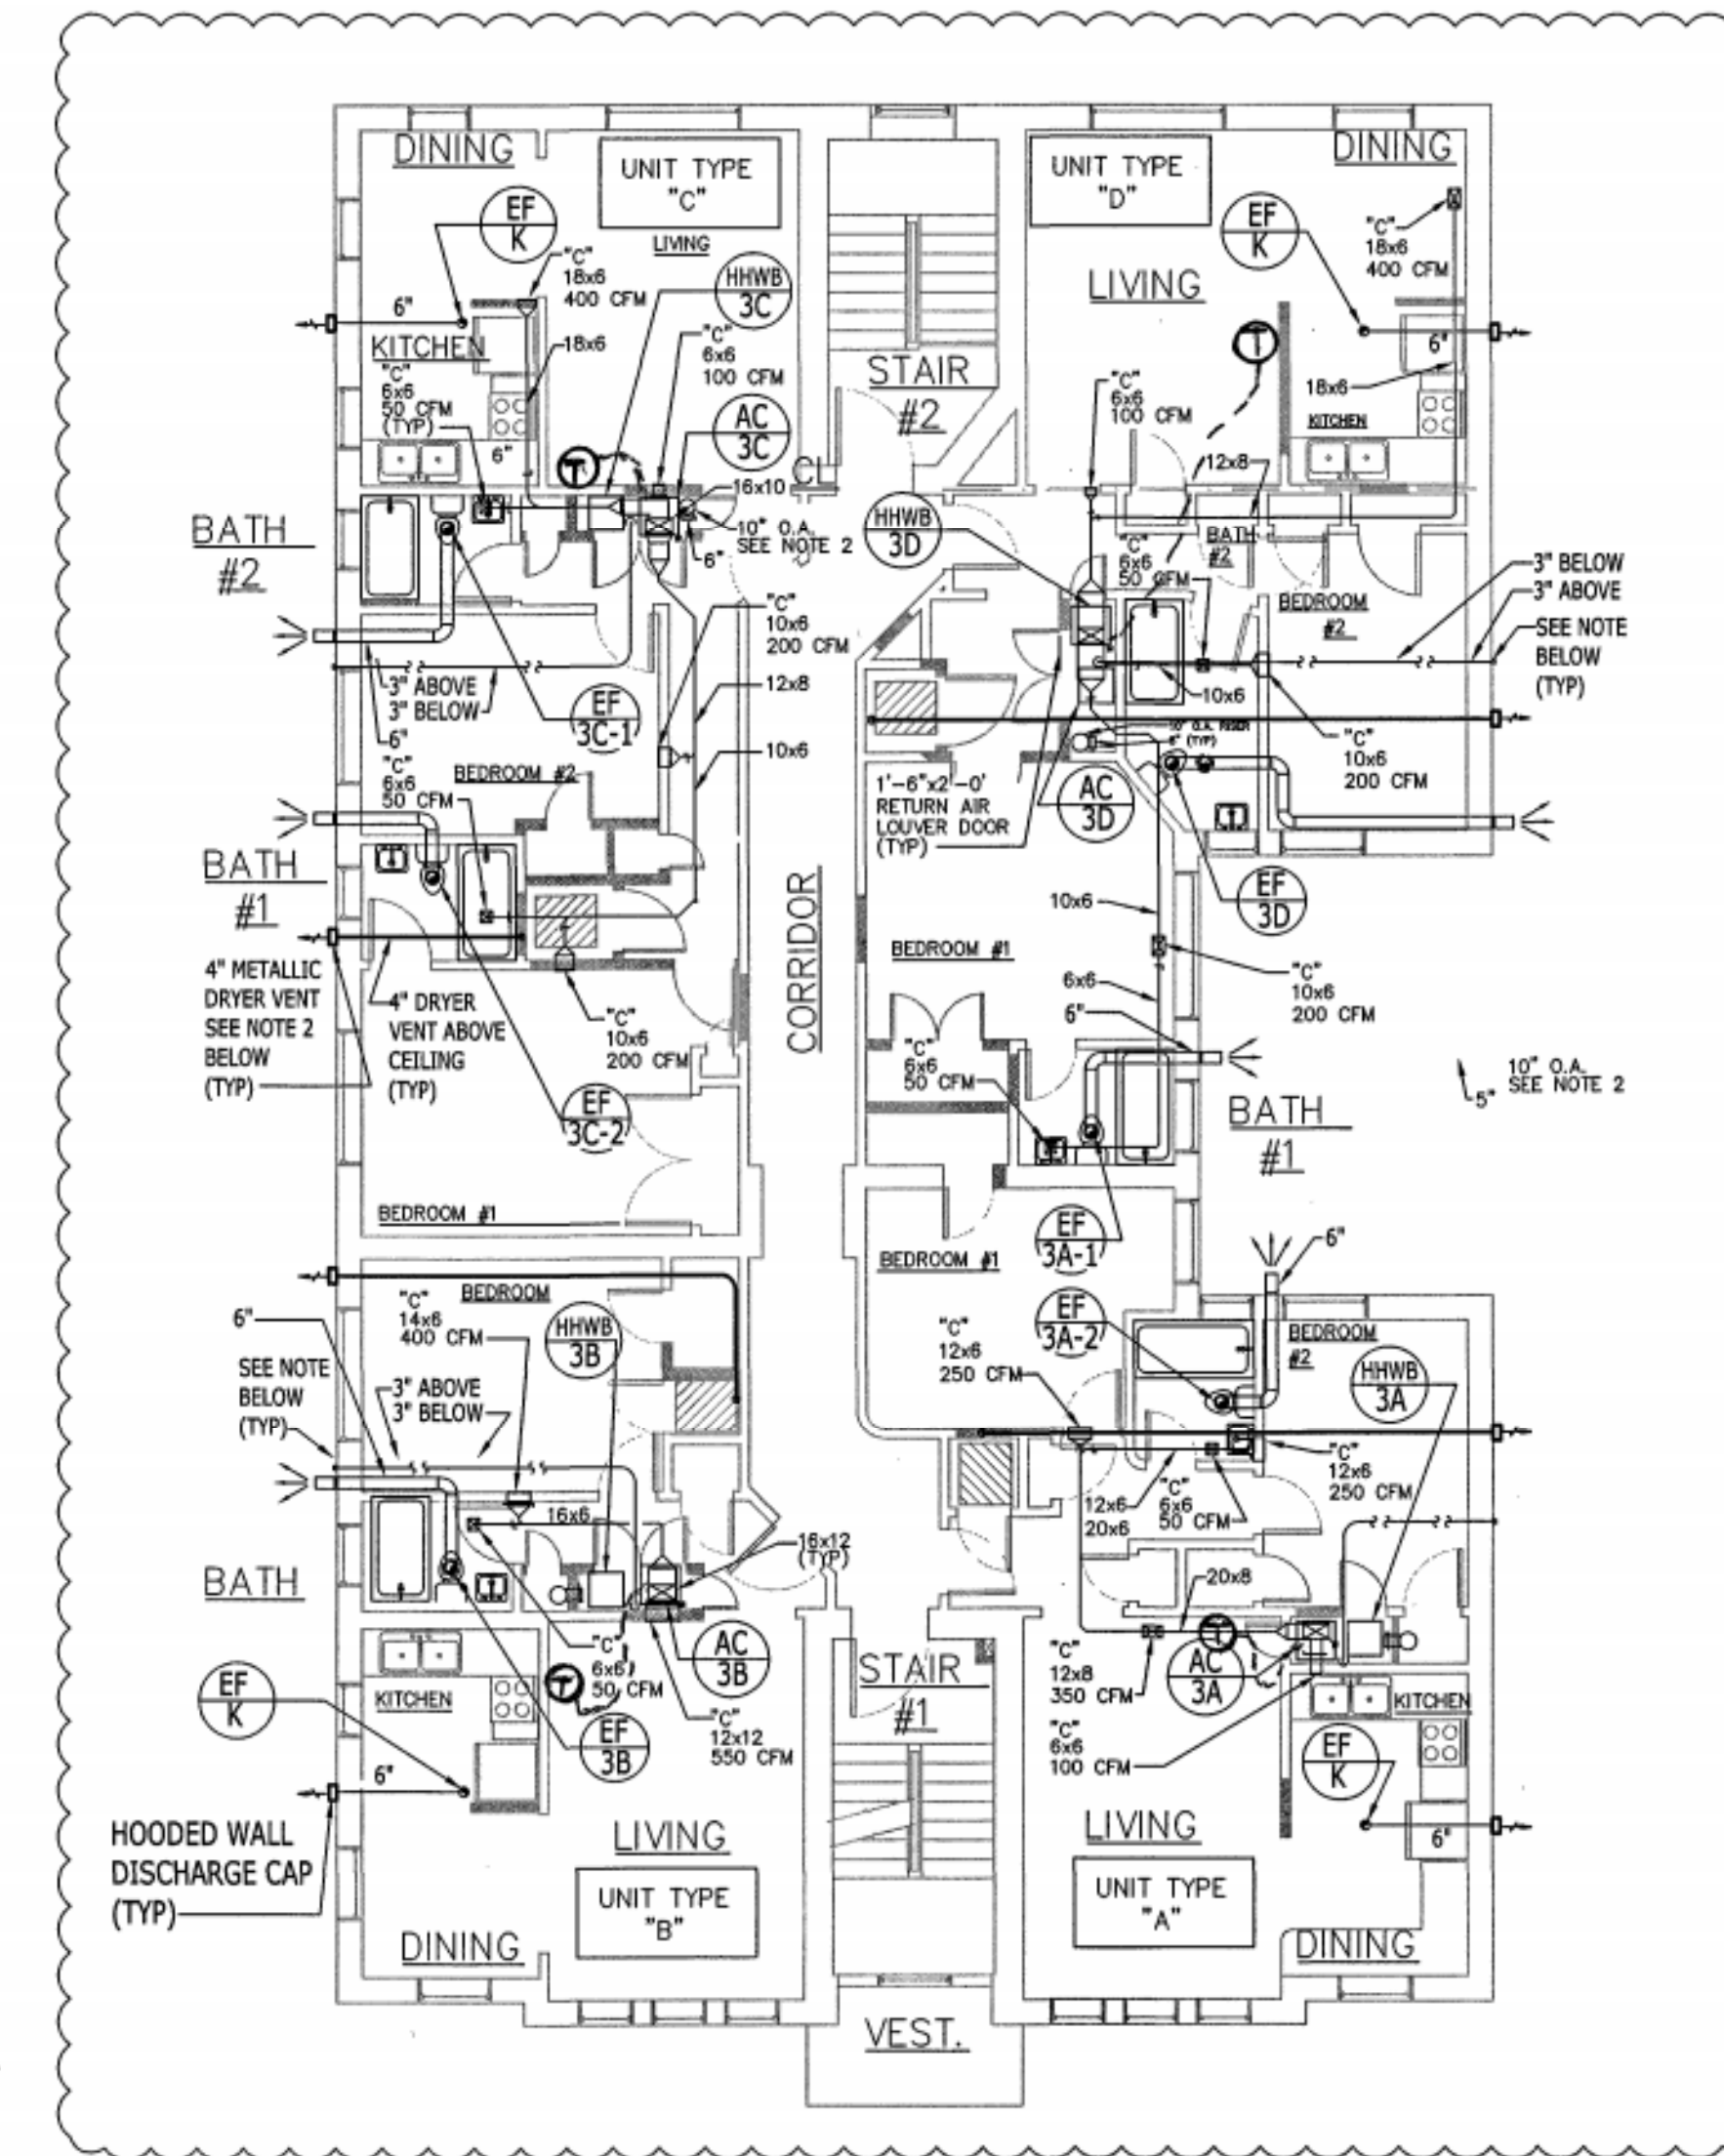 DINING
UNIT TYPE
"C"
LIVING
EF
K
"C"
18x6
400 CFM
HHWB
3C
6"
KITCHEN
"C"
6x6
50 CFM
(TYP)
18x6
"C"
6x6
100 CFM
AC
3C
6"
T
CL
16x10
10" O.A.
SEE NOTE 2
6"
STAIR
#2
UNIT TYPE
"D"
DINING
EF
K
"C"
18x6
400 CFM
LIVING
T
6"
18x6
KITCHEN
"C"
6x6
100 CFM
12x8
HHWB
3D
"C"
6x6
50 CFM
BATH
#2
BEDROOM
#2
3" BELOW
3" ABOVE
SEE NOTE
BELOW
(TYP)
10x6
10" O.A. RISER
6" (TYP)
"C"
10x6
200 CFM
1'-6"x2'-0'
RETURN AIR
LOUVER DOOR
(TYP)
AC
3D
EF
3D
BATH
#2
"C"
10x6
200 CFM
12x8
10x6
3" ABOVE
3" BELOW
6"
EF
3C-1
"C"
6x6
50 CFM
BEDROOM #2
BATH
#1
4" METALLIC
DRYER VENT
SEE NOTE 2
BELOW
(TYP)
4" DRYER
VENT ABOVE
CEILING
(TYP)
"C"
10x6
200 CFM
EF
3C-2
BEDROOM #1
CORRIDOR
BEDROOM #1
10x6
6x6
6"
"C"
10x6
200 CFM
"C"
6x6
50 CFM
10" O.A.
SEE NOTE 2
5"
BATH
#1
BEDROOM #1
EF
3A-1
EF
3A-2
6"
BEDROOM
#2
HHWB
3A
"C"
12x6
250 CFM
"C"
12x6
250 CFM
12x6
20x6
"C"
6x6
50 CFM
20x8
T
AC
3A
"C"
12x8
350 CFM
"C"
6x6
100 CFM
KITCHEN
EF
K
6"
LIVING
UNIT TYPE
"A"
DINING
BEDROOM
"C"
14x6
400 CFM
HHWB
3B
6"
SEE NOTE
BELOW
(TYP)
3" ABOVE
3" BELOW
16x6
16x12
(TYP)
BATH
"C"
6x6
50 CFM
T
AC
3B
"C"
12x12
550 CFM
EF
3B
KITCHEN
EF
K
6"
HOODED WALL
DISCHARGE CAP
(TYP)
LIVING
UNIT TYPE
"B"
DINING
STAIR
#1
VEST.